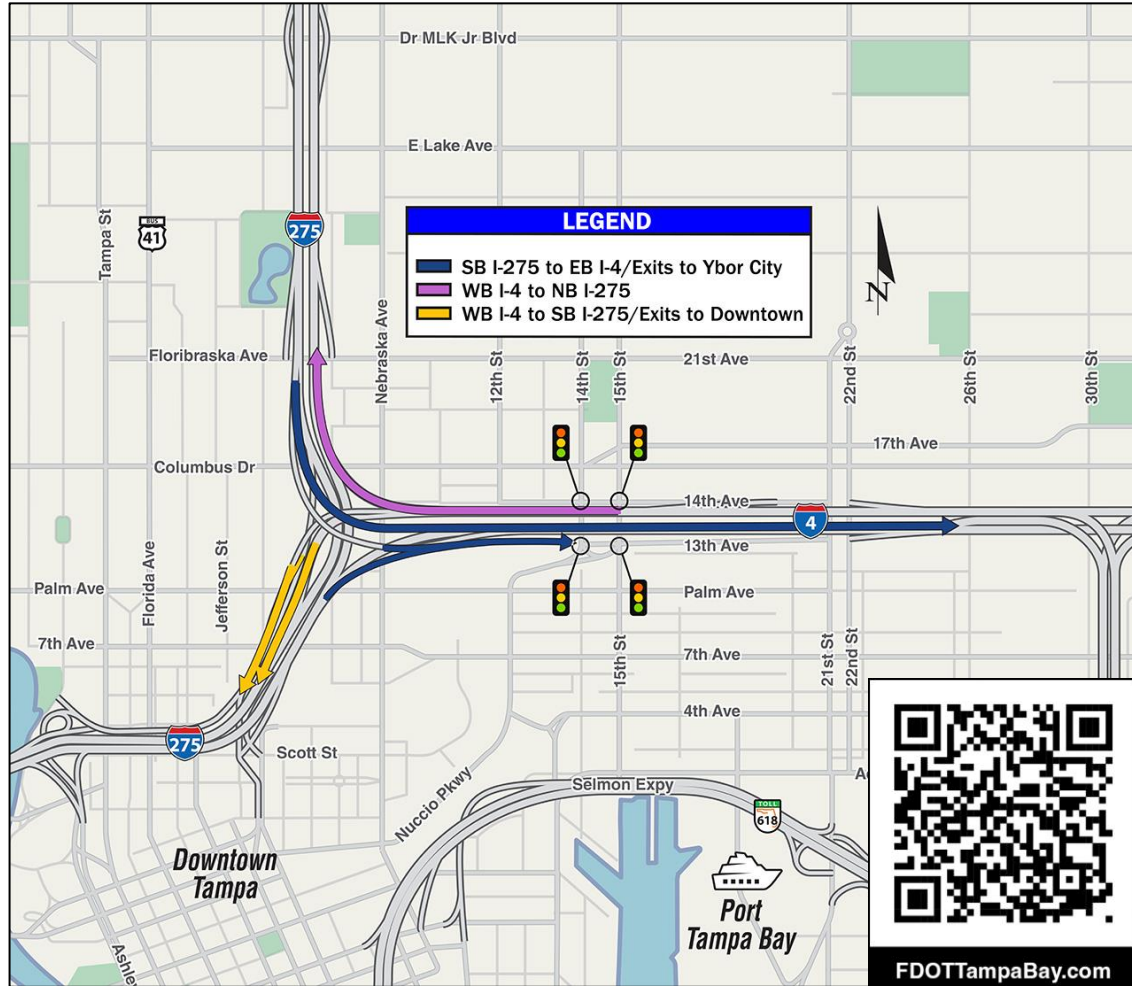 Dr MLK Jr Blvd
E Lake Ave
Tampa St
BUS
41
275
LEGEND
SB I-275 to EB I-4/Exits to Ybor City
WB I-4 to NB I-275
WB I-4 to SB I-275/Exits to Downtown
N
Nebraska Ave
Floribraska Ave
12th St
14th St
15th St
21st Ave
22nd St
26th St
30th St
17th Ave
Columbus Dr
14th Ave
4
13th Ave
Palm Ave
Florida Ave
Jefferson St
Palm Ave
7th Ave
15th St
7th Ave
21st St
22nd St
4th Ave
275
Scott St
Nuccio Pkwy
Selmon Expy
TOLL
618
Downtown
Tampa
Port
Tampa Bay
Ashley
FDOTTampaBay.com